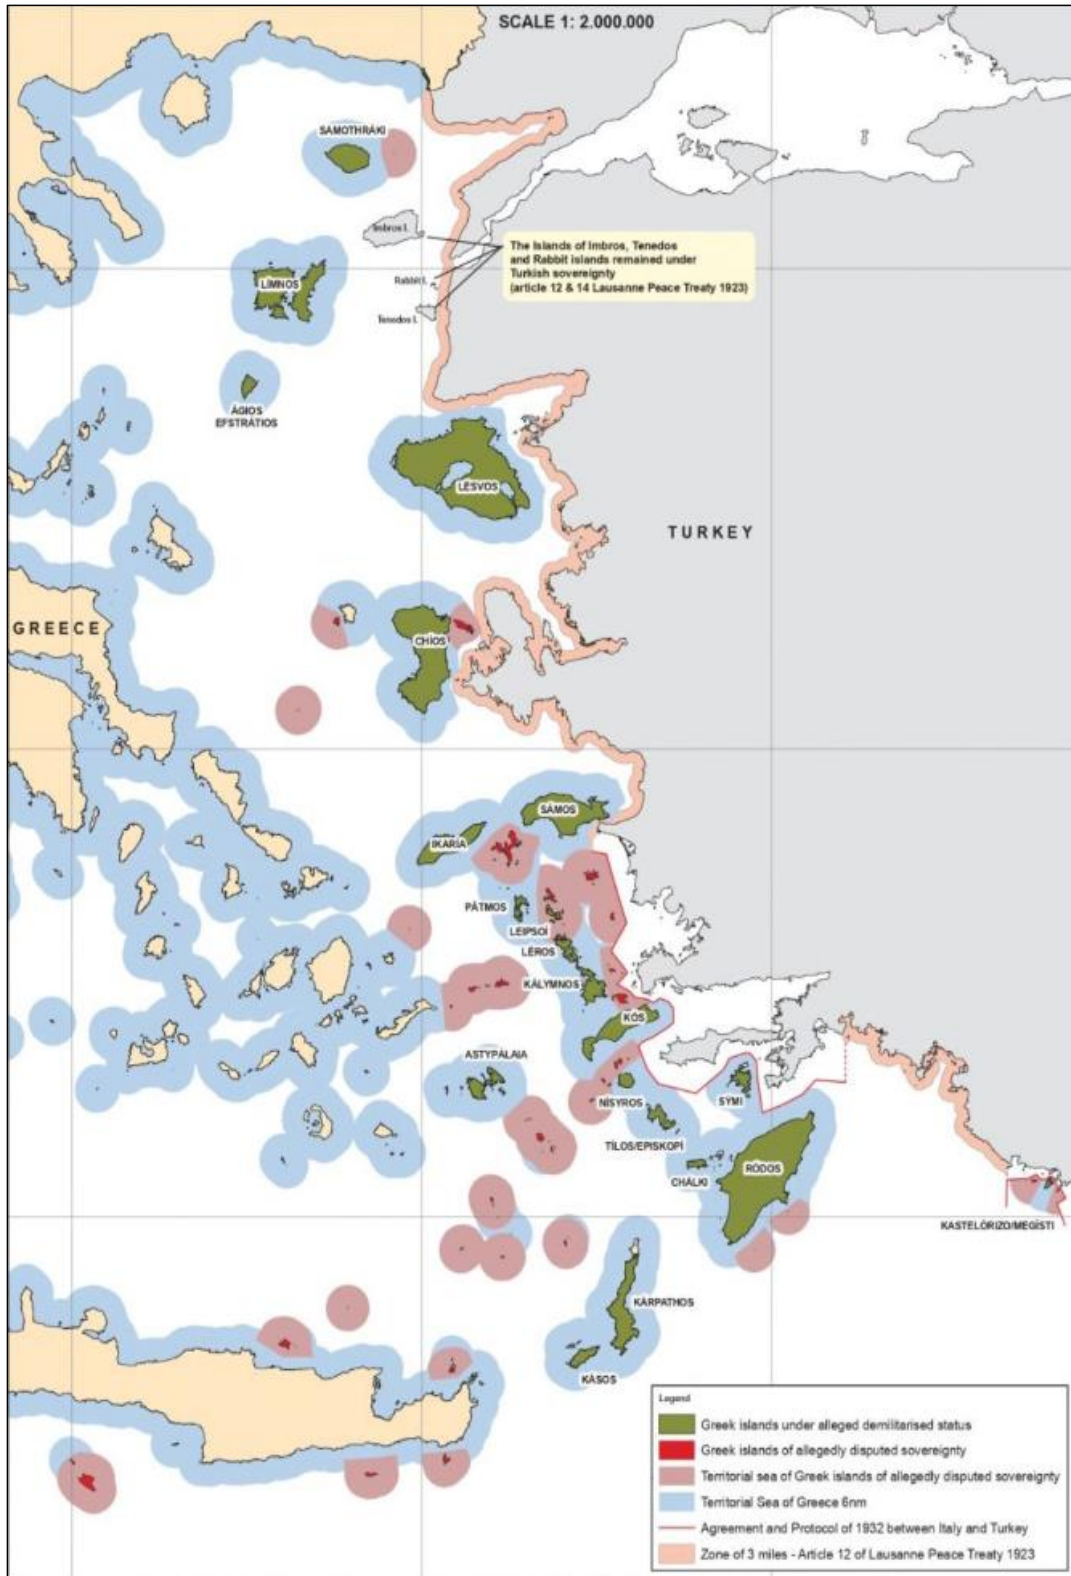 SCALE 1: 2.000.000
SAMOTHRÁKI
Imbros I.
The Islands of Imbros, Tenedos
and Rabbit islands remained under
Turkish sovereignty
(article 12 & 14 Lausanne Peace Treaty 1923)
Rabbit I.
LÍMNOS
Tenedos I.
ÁGIOS
EFSTRÁTIOS
LÉSVOS
TURKEY
GREECE
CHÍOS
SÁMOS
IKARÍA
PÁTMOS
LEIPSOÍ
LÉROS
KÁLYMNOS
KÓS
ASTYPÁLAIA
NÍSYROS
SÝMI
TÍLOS/EPISKOPÍ
CHÁLKI
RÓDOS
KASTELÓRIZO/MEGÍSTI
KÁRPATHOS
KÁSOS
Legend
Greek islands under alleged demilitarised status
Greek islands of allegedly disputed sovereignty
Territorial sea of Greek islands of allegedly disputed sovereignty
Territorial Sea of Greece 6nm
Agreement and Protocol of 1932 between Italy and Turkey
Zone of 3 miles - Article 12 of Lausanne Peace Treaty 1923